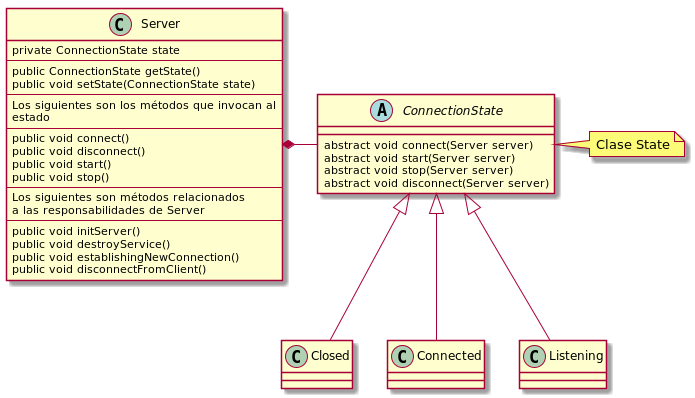 C Server
private ConnectionState state
public ConnectionState getState()
public void setState(ConnectionState state)
Los siguientes son los métodos que invocan al
estado
public void connect()
public void disconnect()
public void start()
public void stop()
Los siguientes son métodos relacionados
a las responsabilidades de Server
public void initServer()
public void destroyService()
public void establishingNewConnection()
public void disconnectFromClient()
A ConnectionState
abstract void connect(Server server)
abstract void start(Server server)
abstract void stop(Server server)
abstract void disconnect(Server server)
Clase State
C Closed
C Connected
C Listening